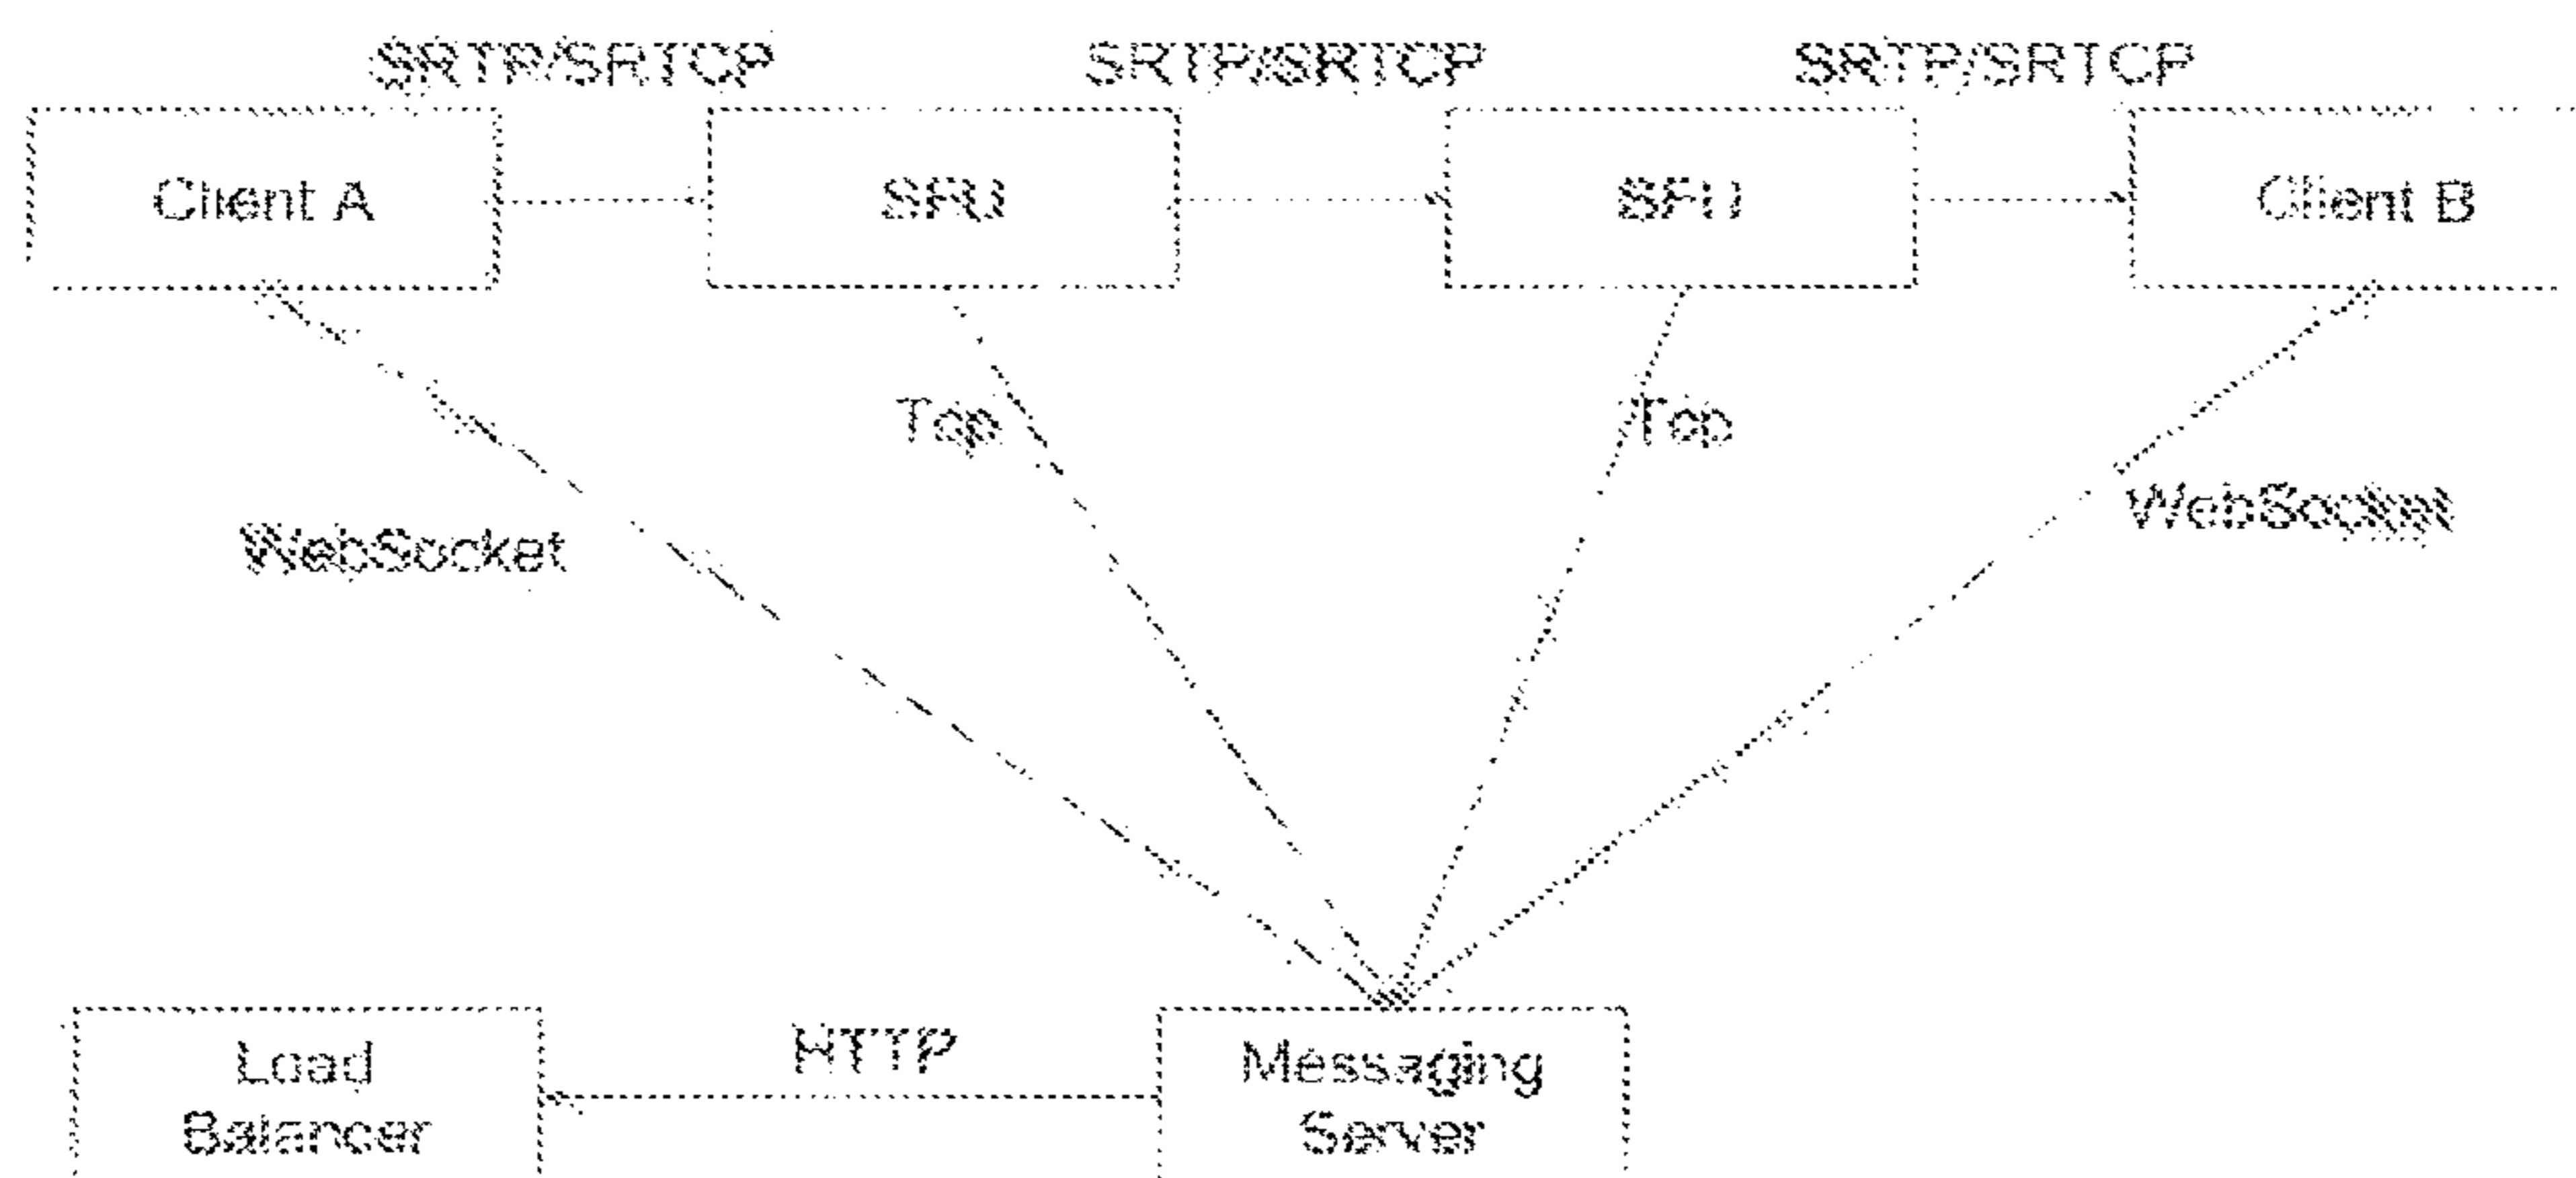 SRTP/SRTCP SRTP/SRTCP SRTP/SRTCP
Client A SFU SFU Client B
Tcp Tcp
WebSocket
WebSocket
HTTP
Load
Balancer
Messaging
Server